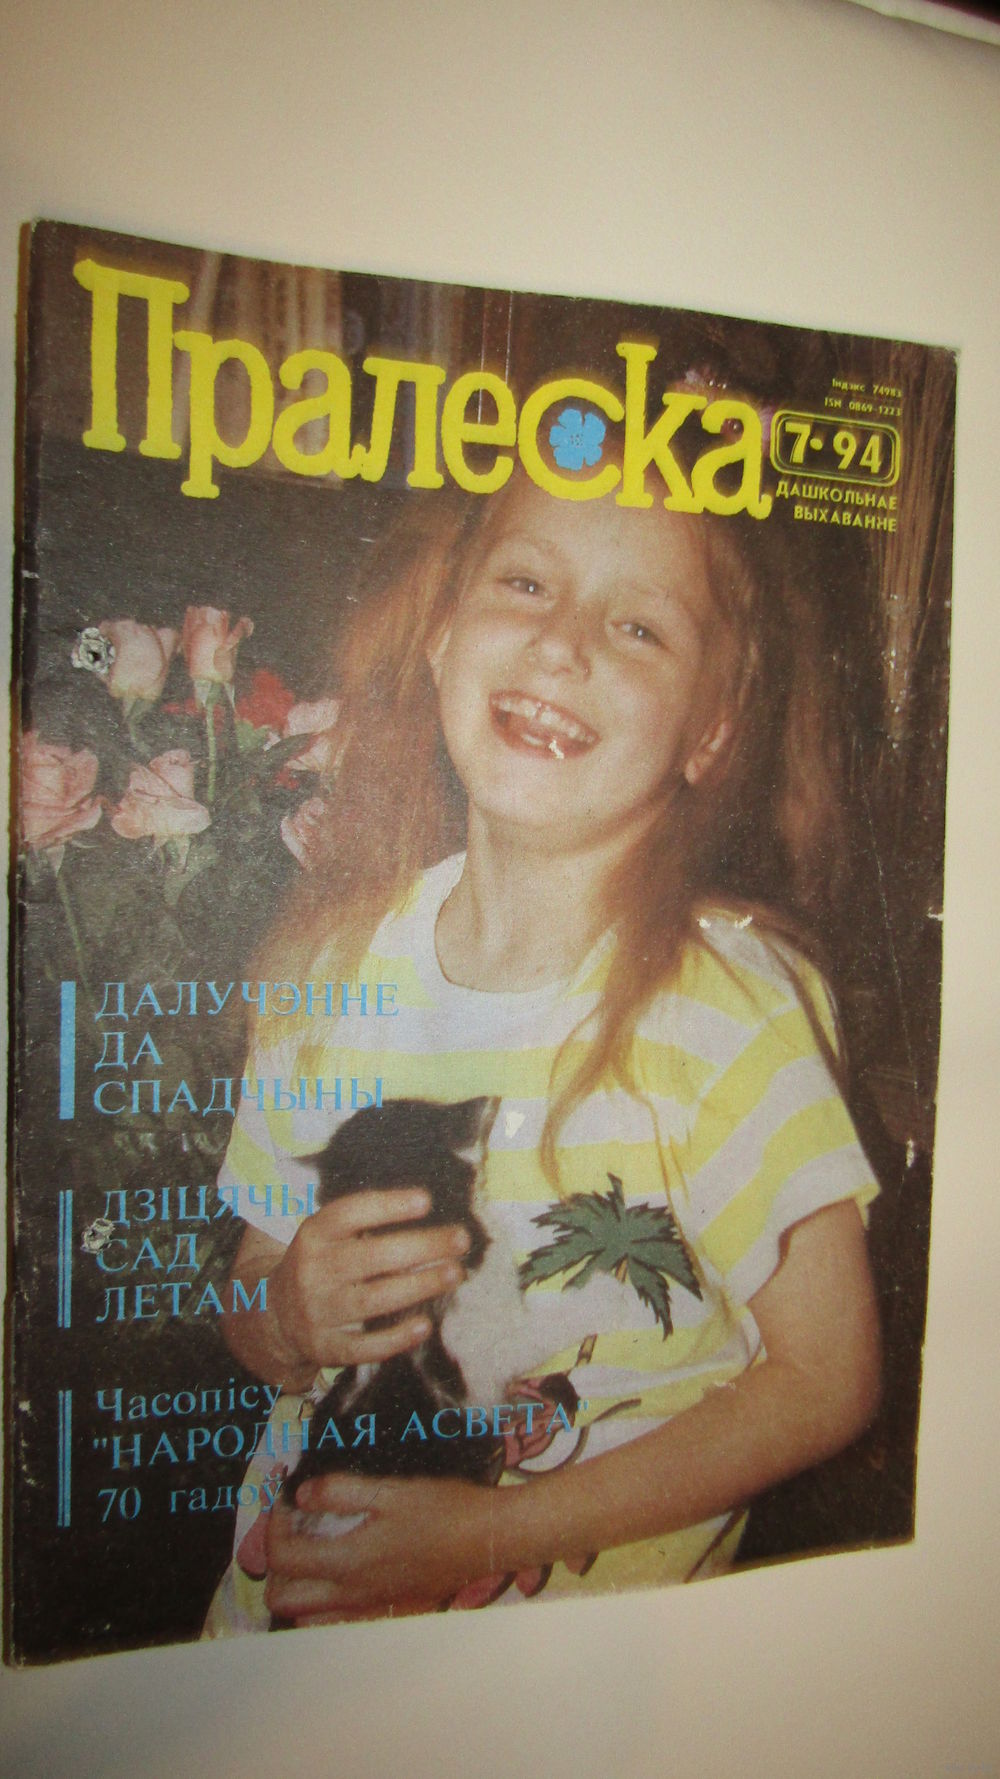 Пралеска
Індэкс 74983
ISN 0869-1223
7·94
ДАШКОЛЬНАЕ
ВЫХАВАННЕ
ДАЛУЧЭННЕ
ДА
СПАДЧЫНЫ
ДЗІЦЯЧЫ
САД
ЛЕТАМ
Часопісу
"НАРОДНАЯ АСВЕТА"
70 гадоў